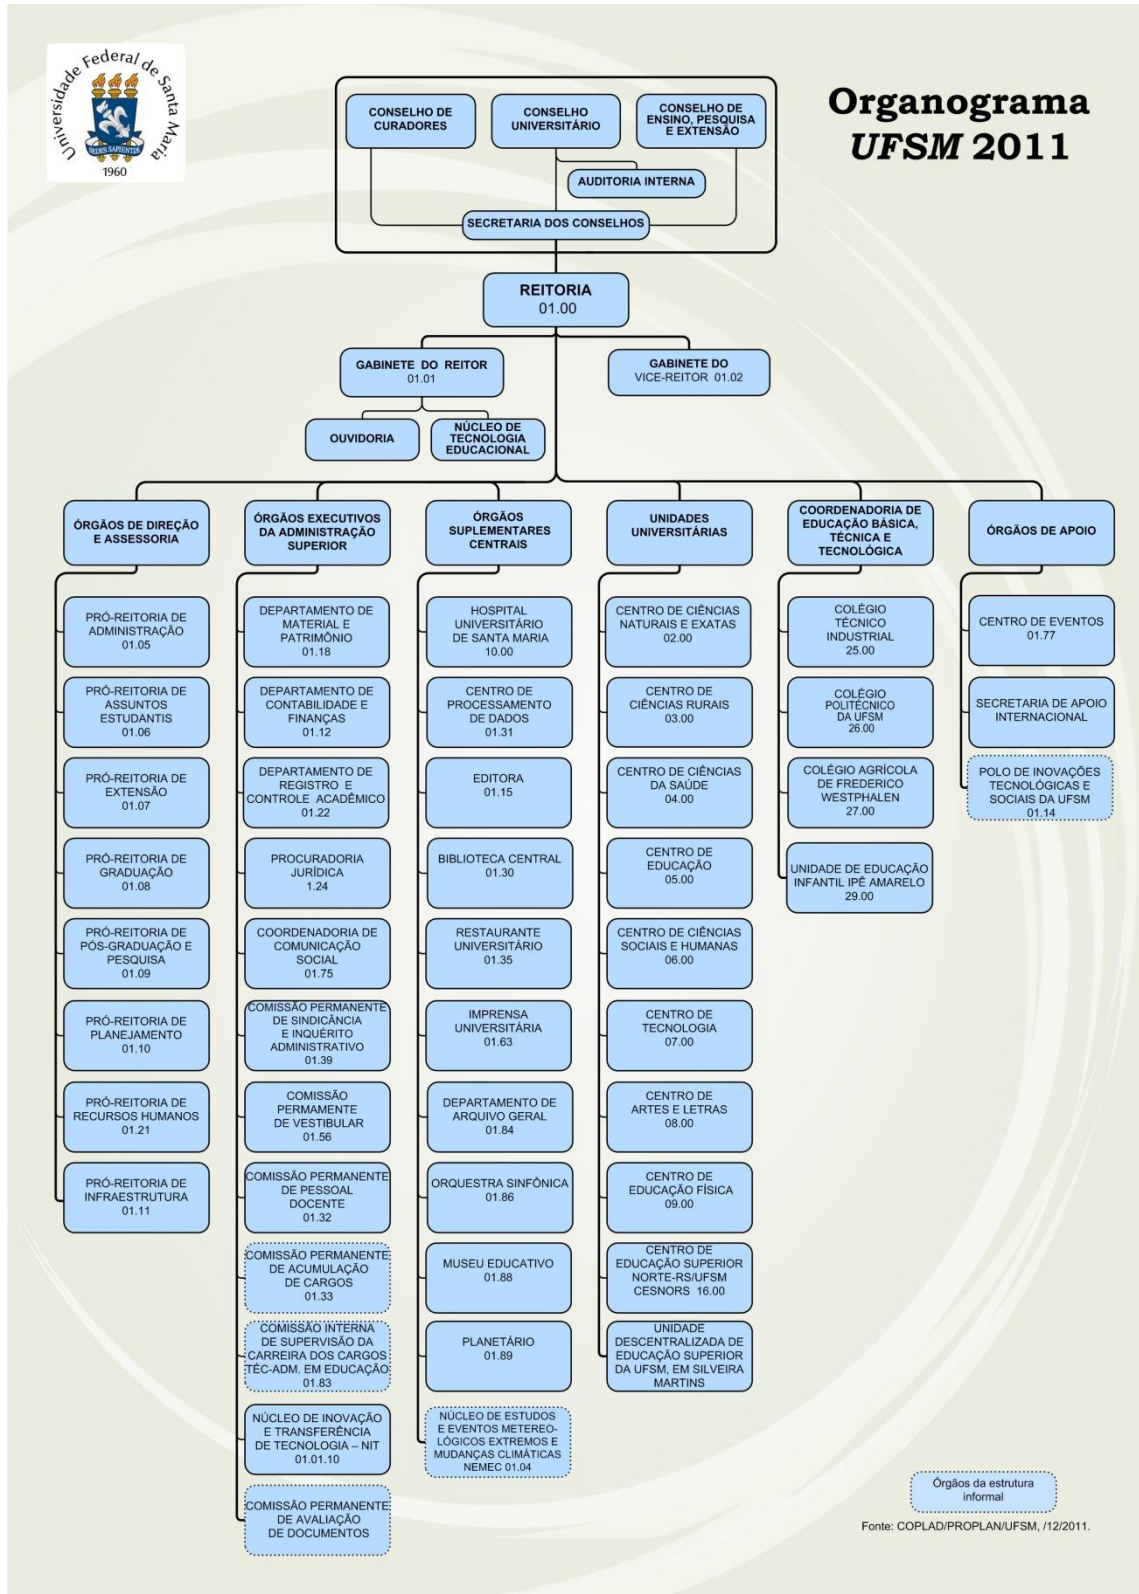 Universidade Federal de Santa Maria
SEDES SAPIENTIÆ
1960
Organograma
UFSM 2011
CONSELHO DE
CURADORES
CONSELHO
UNIVERSITÁRIO
CONSELHO DE
ENSINO, PESQUISA
E EXTENSÃO
AUDITORIA INTERNA
SECRETARIA DOS CONSELHOS
REITORIA
01.00
GABINETE DO REITOR
01.01
GABINETE DO
VICE-REITOR 01.02
OUVIDORIA
NÚCLEO DE
TECNOLOGIA
EDUCACIONAL
ÓRGÃOS DE DIREÇÃO
E ASSESSORIA
PRÓ-REITORIA DE
ADMINISTRAÇÃO
01.05
PRÓ-REITORIA DE
ASSUNTOS
ESTUDANTIS
01.06
PRÓ-REITORIA DE
EXTENSÃO
01.07
PRÓ-REITORIA DE
GRADUAÇÃO
01.08
PRÓ-REITORIA DE
PÓS-GRADUAÇÃO E
PESQUISA
01.09
PRÓ-REITORIA DE
PLANEJAMENTO
01.10
PRÓ-REITORIA DE
RECURSOS HUMANOS
01.21
PRÓ-REITORIA DE
INFRAESTRUTURA
01.11
ÓRGÃOS EXECUTIVOS
DA ADMINISTRAÇÃO
SUPERIOR
DEPARTAMENTO DE
MATERIAL E
PATRIMÔNIO
01.18
DEPARTAMENTO DE
CONTABILIDADE E
FINANÇAS
01.12
DEPARTAMENTO DE
REGISTRO E
CONTROLE ACADÊMICO
01.22
PROCURADORIA
JURÍDICA
1.24
COORDENADORIA DE
COMUNICAÇÃO
SOCIAL
01.75
COMISSÃO PERMANENTE
DE SINDICÂNCIA
E INQUÉRITO
ADMINISTRATIVO
01.39
COMISSÃO
PERMAMENTE
DE VESTIBULAR
01.56
COMISSÃO PERMANENTE
DE PESSOAL
DOCENTE
01.32
COMISSÃO PERMANENTE
DE ACUMULAÇÃO
DE CARGOS
01.33
COMISSÃO INTERNA
DE SUPERVISÃO DA
CARREIRA DOS CARGOS
TÉC-ADM. EM EDUCAÇÃO
01.83
NÚCLEO DE INOVAÇÃO
E TRANSFERÊNCIA
DE TECNOLOGIA – NIT
01.01.10
COMISSÃO PERMANENTE
DE AVALIAÇÃO
DE DOCUMENTOS
ÓRGÃOS
SUPLEMENTARES
CENTRAIS
HOSPITAL
UNIVERSITÁRIO
DE SANTA MARIA
10.00
CENTRO DE
PROCESSAMENTO
DE DADOS
01.31
EDITORA
01.15
BIBLIOTECA CENTRAL
01.30
RESTAURANTE
UNIVERSITÁRIO
01.35
IMPRENSA
UNIVERSITÁRIA
01.63
DEPARTAMENTO DE
ARQUIVO GERAL
01.84
ORQUESTRA SINFÔNICA
01.86
MUSEU EDUCATIVO
01.88
PLANETÁRIO
01.89
NÚCLEO DE ESTUDOS
E EVENTOS METEREO-
LÓGICOS EXTREMOS E
MUDANÇAS CLIMÁTICAS
NEMEC 01.04
UNIDADES
UNIVERSITÁRIAS
CENTRO DE CIÊNCIAS
NATURAIS E EXATAS
02.00
CENTRO DE
CIÊNCIAS RURAIS
03.00
CENTRO DE CIÊNCIAS
DA SAÚDE
04.00
CENTRO DE
EDUCAÇÃO
05.00
CENTRO DE CIÊNCIAS
SOCIAIS E HUMANAS
06.00
CENTRO DE
TECNOLOGIA
07.00
CENTRO DE
ARTES E LETRAS
08.00
CENTRO DE
EDUCAÇÃO FÍSICA
09.00
CENTRO DE
EDUCAÇÃO SUPERIOR
NORTE-RS/UFSM
CESNORS 16.00
UNIDADE
DESCENTRALIZADA DE
EDUCAÇÃO SUPERIOR
DA UFSM, EM SILVEIRA
MARTINS
COORDENADORIA DE
EDUCAÇÃO BÁSICA,
TÉCNICA E
TECNOLÓGICA
COLÉGIO
TÉCNICO
INDUSTRIAL
25.00
COLÉGIO
POLITÉCNICO
DA UFSM
26.00
COLÉGIO AGRÍCOLA
DE FREDERICO
WESTPHALEN
27.00
UNIDADE DE EDUCAÇÃO
INFANTIL IPÊ AMARELO
29.00
ÓRGÃOS DE APOIO
CENTRO DE EVENTOS
01.77
SECRETARIA DE APOIO
INTERNACIONAL
POLO DE INOVAÇÕES
TECNOLÓGICAS E
SOCIAIS DA UFSM
01.14
Órgãos da estrutura
informal
Fonte: COPLAD/PROPLAN/UFSM, /12/2011.